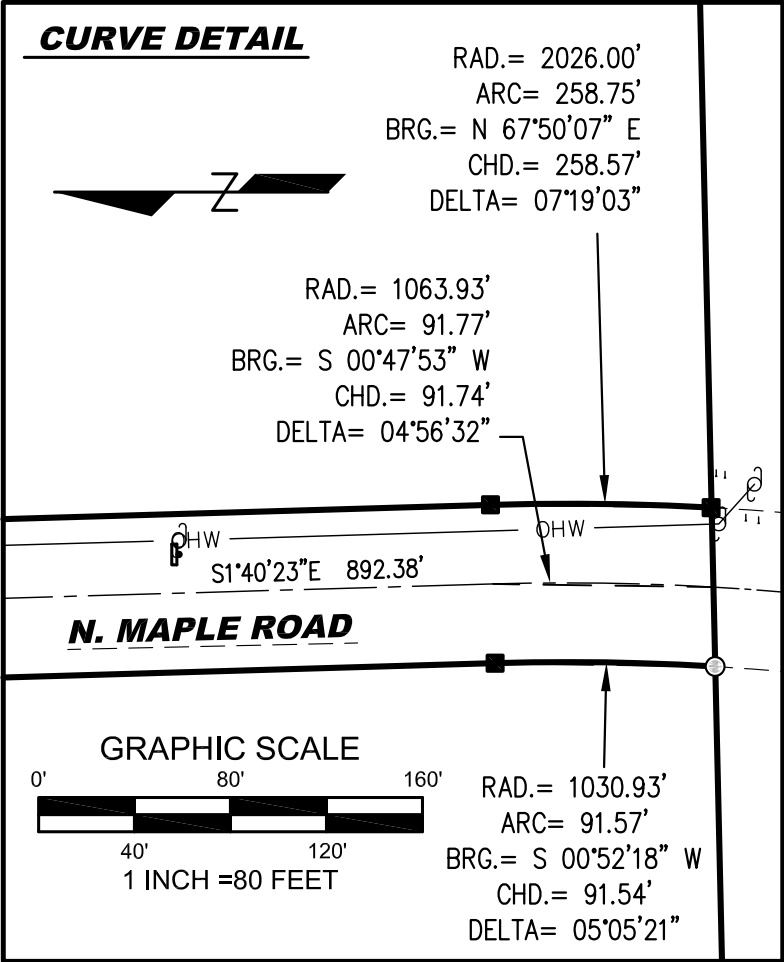 CURVE DETAIL
RAD.= 2026.00'
ARC= 258.75'
BRG.= N 67°50'07" E
CHD.= 258.57'
DELTA= 07°19'03"
Z
RAD.= 1063.93'
ARC= 91.77'
BRG.= S 00°47'53" W
CHD.= 91.74'
DELTA= 04°56'32"
OHW
OHW
S1°40'23"E 892.38'
N. MAPLE ROAD
GRAPHIC SCALE
0' 80' 160'
40' 120'
1 INCH =80 FEET
RAD.= 1030.93'
ARC= 91.57'
BRG.= S 00°52'18" W
CHD.= 91.54'
DELTA= 05°05'21"